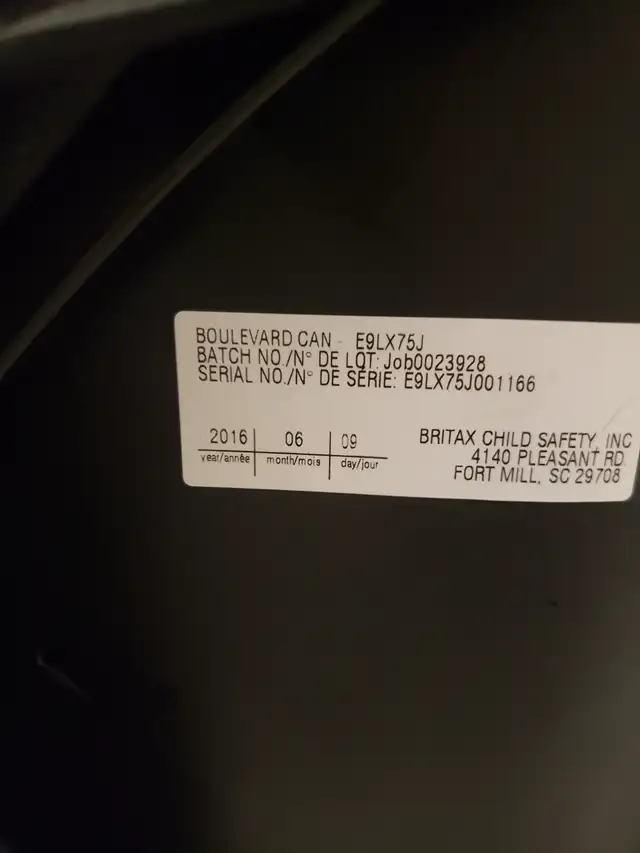 BOULEVARD CAN - E9LX75J
BATCH NO./N° DE LOT: Job0023928
SERIAL NO./N° DE SÉRIE: E9LX75J001166
2016 06 09
year/année month/mois day/jour
BRITAX CHILD SAFETY, INC
4140 PLEASANT RD
FORT MILL, SC 29708